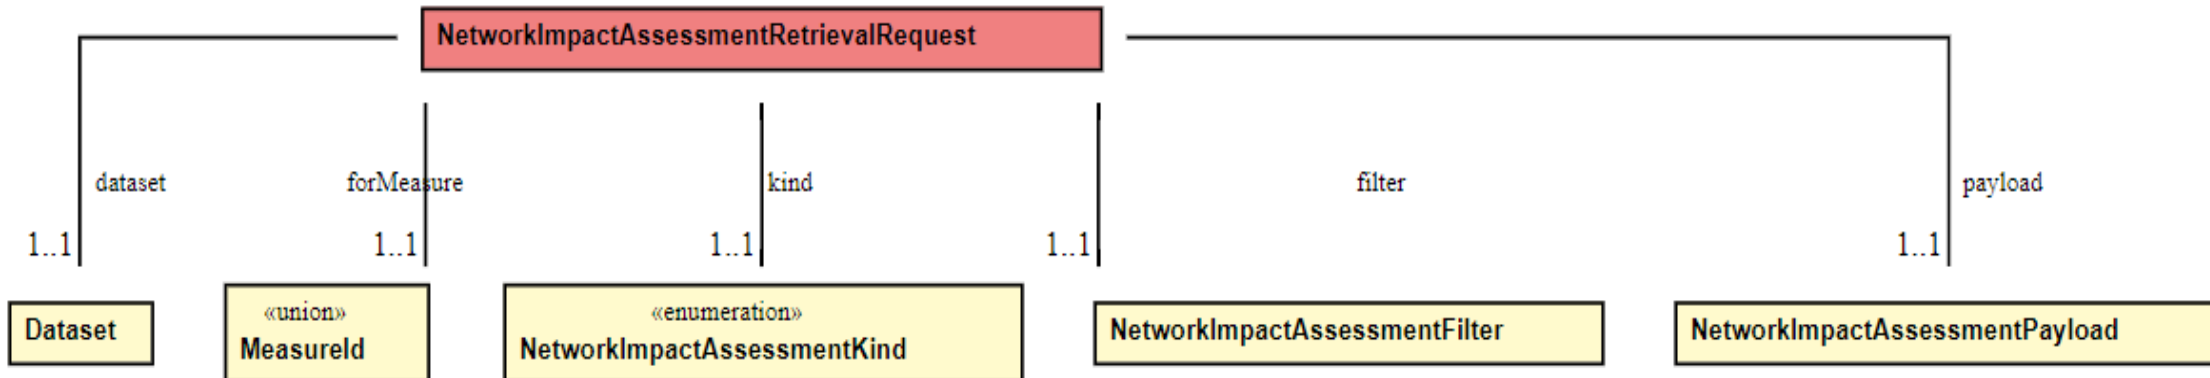 NetworkImpactAssessmentRetrievalRequest
dataset
forMeasure
kind
filter
payload
1..1
1..1
1..1
1..1
1..1
Dataset
«union»
MeasureId
«enumeration»
NetworkImpactAssessmentKind
NetworkImpactAssessmentFilter
NetworkImpactAssessmentPayload